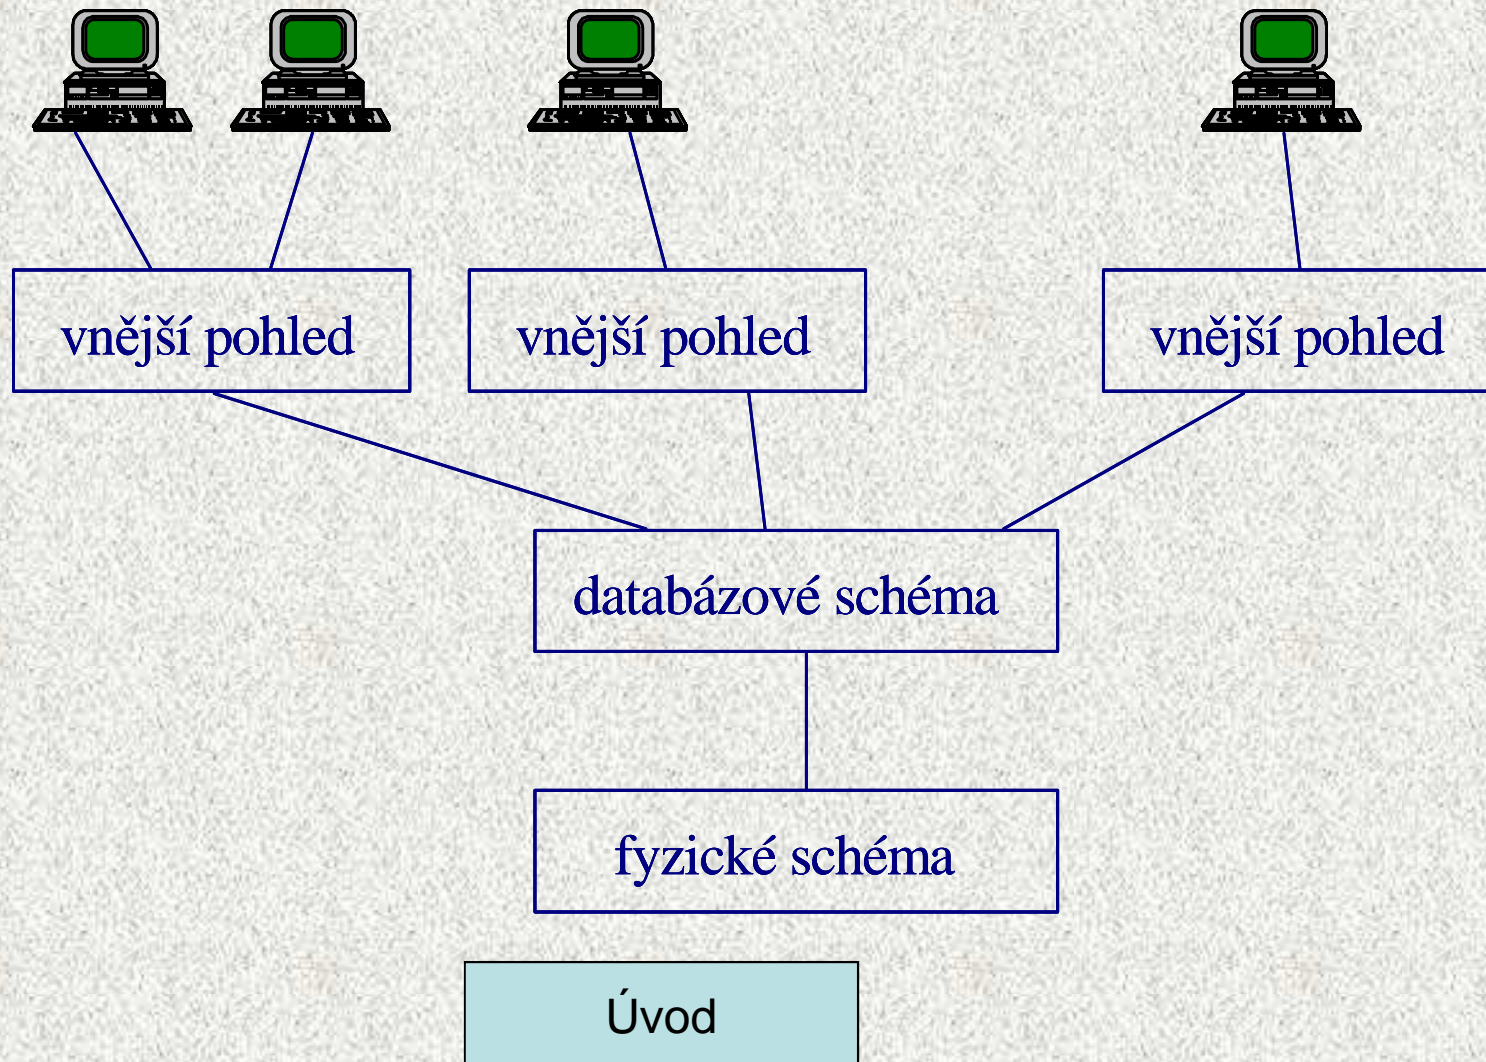 vnější pohled
vnější pohled
vnější pohled
databázové schéma
fyzické schéma
Úvod